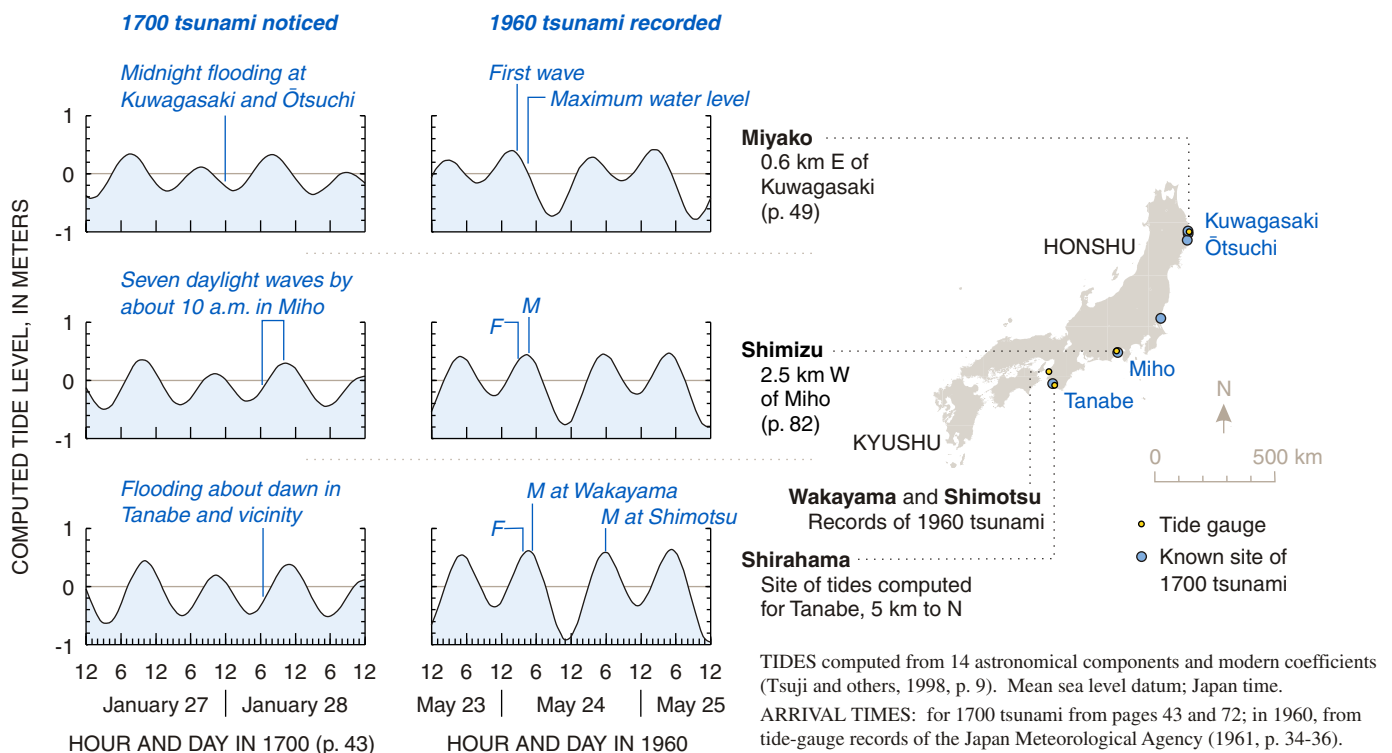 1700 tsunami noticed
1960 tsunami recorded
Midnight flooding at
Kuwagasaki and Ōtsuchi
First wave
Maximum water level
1
0
-1
Miyako
0.6 km E of
Kuwagasaki
(p. 49)
Seven daylight waves by
about 10 a.m. in Miho
F
M
1
0
-1
Shimizu
2.5 km W
of Miho
(p. 82)
Flooding about dawn in
Tanabe and vicinity
F
M at Wakayama
M at Shimotsu
1
0
-1
Wakayama and Shimotsu
Records of 1960 tsunami
Shirahama
Site of tides computed
for Tanabe, 5 km to N
COMPUTED TIDE LEVEL, IN METERS
12 6 12 6 12 6 12 6 12
12 6 12 6 12 6 12 6 12
January 27 January 28
May 23 May 24 May 25
HOUR AND DAY IN 1700 (p. 43)
HOUR AND DAY IN 1960
HONSHU
Kuwagasaki
Ōtsuchi
Miho
Tanabe
KYUSHU
N
0 500 km
Tide gauge
Known site of
1700 tsunami
TIDES computed from 14 astronomical components and modern coefficients
(Tsuji and others, 1998, p. 9). Mean sea level datum; Japan time.
ARRIVAL TIMES: for 1700 tsunami from pages 43 and 72; in 1960, from
tide-gauge records of the Japan Meteorological Agency (1961, p. 34-36).